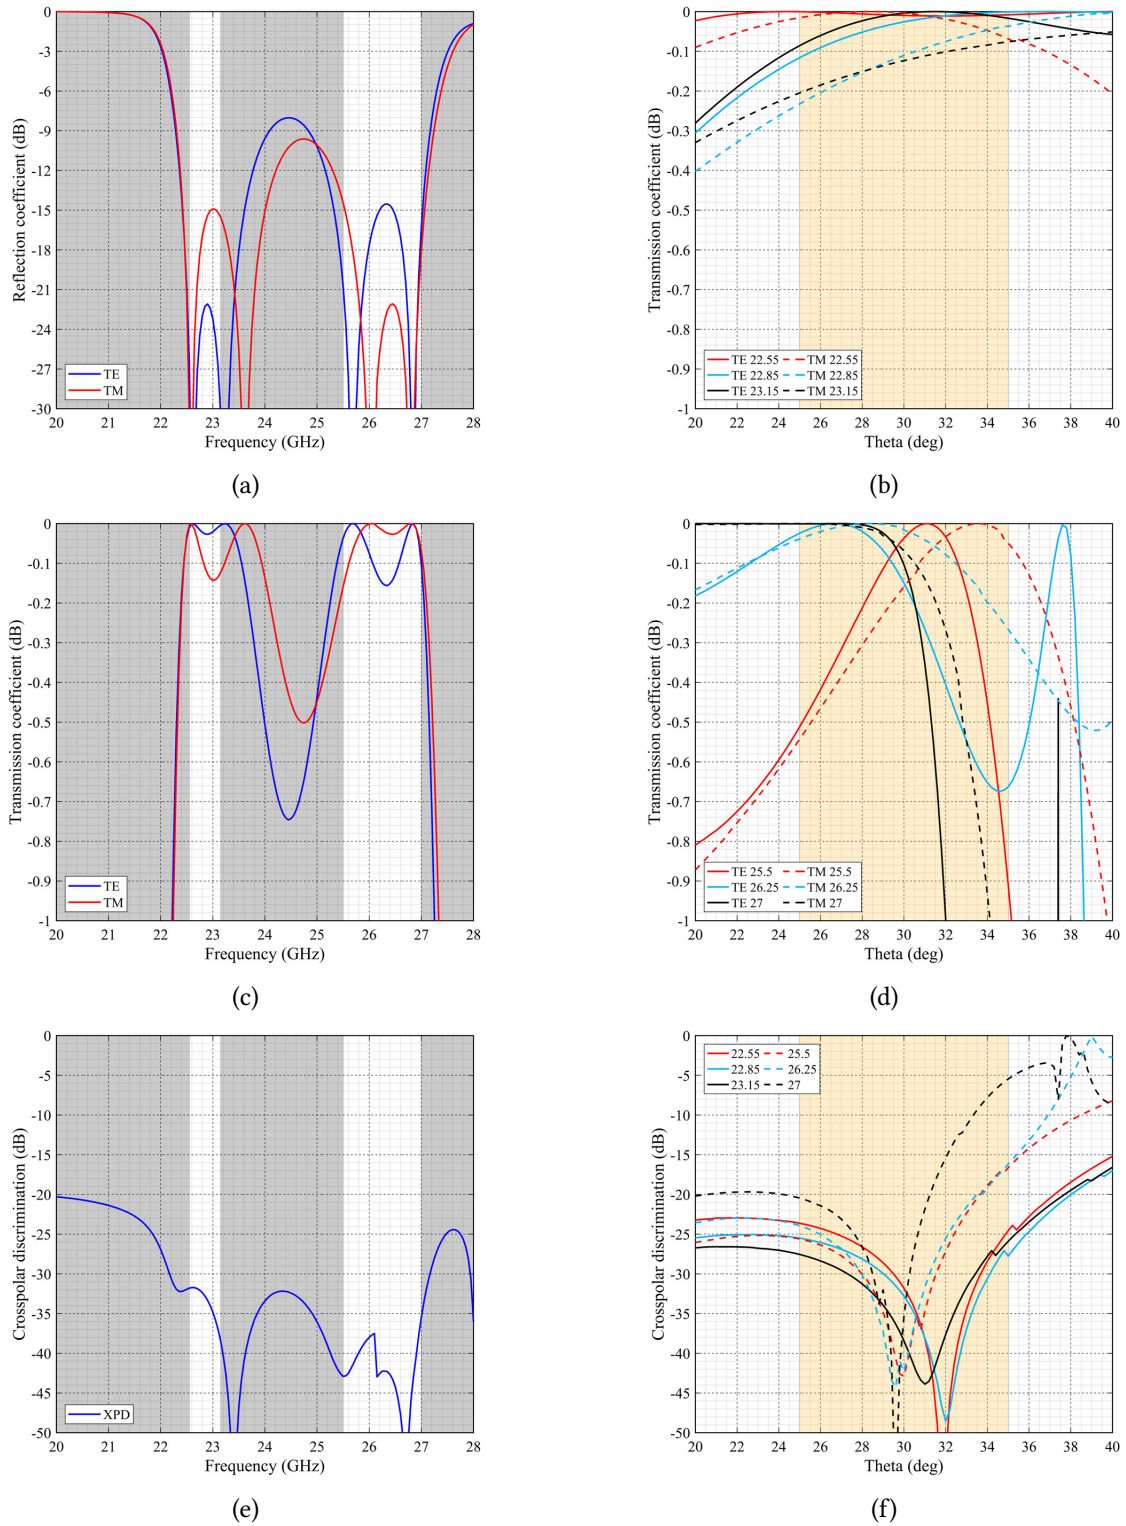 0
-3
-6
-9
-12
-15
-18
-21
-24
-27
-30
Reflection coefficient (dB)
TE
TM
20 21 22 23 24 25 26 27 28
Frequency (GHz)
(a)
0
-0.1
-0.2
-0.3
-0.4
-0.5
-0.6
-0.7
-0.8
-0.9
-1
Transmission coefficient (dB)
TE 22.55 TM 22.55
TE 22.85 TM 22.85
TE 23.15 TM 23.15
20 22 24 26 28 30 32 34 36 38 40
Theta (deg)
(b)
0
-0.1
-0.2
-0.3
-0.4
-0.5
-0.6
-0.7
-0.8
-0.9
-1
Transmission coefficient (dB)
TE
TM
20 21 22 23 24 25 26 27 28
Frequency (GHz)
(c)
0
-0.1
-0.2
-0.3
-0.4
-0.5
-0.6
-0.7
-0.8
-0.9
-1
Transmission coefficient (dB)
TE 25.5 TM 25.5
TE 26.25 TM 26.25
TE 27 TM 27
20 22 24 26 28 30 32 34 36 38 40
Theta (deg)
(d)
0
-5
-10
-15
-20
-25
-30
-35
-40
-45
-50
Crosspolar discrimination (dB)
XPD
20 21 22 23 24 25 26 27 28
Frequency (GHz)
(e)
0
-5
-10
-15
-20
-25
-30
-35
-40
-45
-50
Crosspolar discrimination (dB)
22.55 25.5
22.85 26.25
23.15 27
20 22 24 26 28 30 32 34 36 38 40
Theta (deg)
(f)